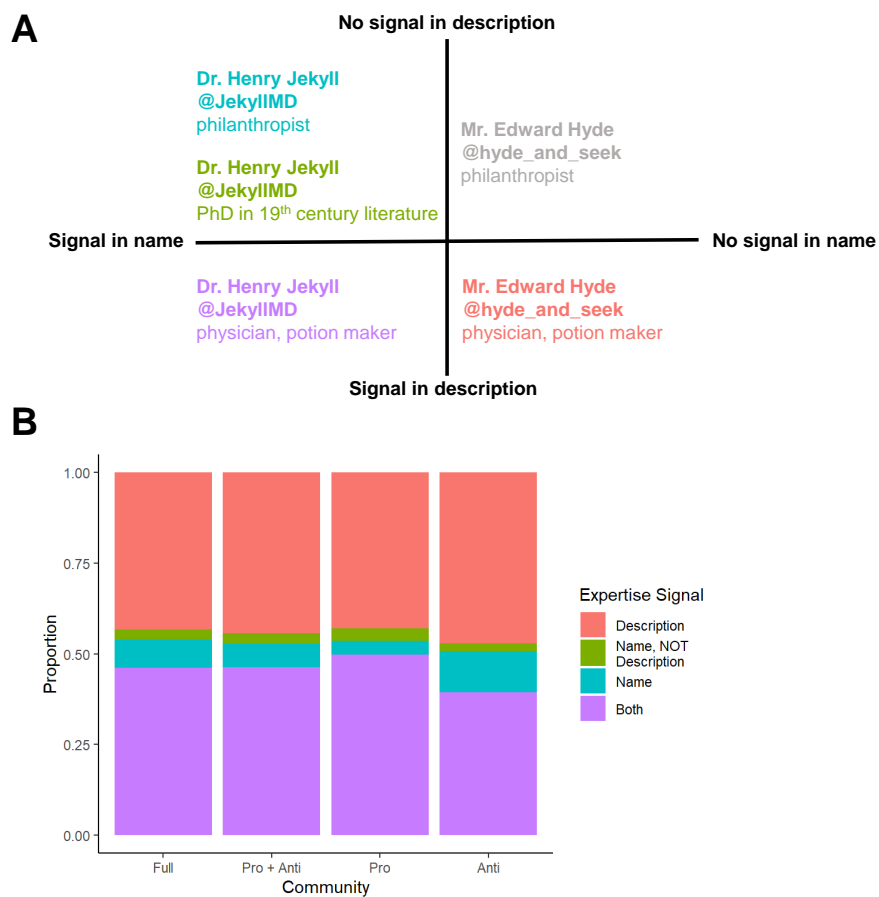 A
No signal in description
Dr. Henry Jekyll
@JekyllMD
philanthropist
Mr. Edward Hyde
@hyde_and_seek
philanthropist
Dr. Henry Jekyll
@JekyllMD
PhD in 19th century literature
Signal in name
No signal in name
Dr. Henry Jekyll
@JekyllMD
physician, potion maker
Mr. Edward Hyde
@hyde_and_seek
physician, potion maker
Signal in description
B
Proportion
1.00
0.75
0.50
0.25
0.00
Full
Pro + Anti
Pro
Anti
Community
Expertise Signal
Description
Name, NOT
Description
Name
Both